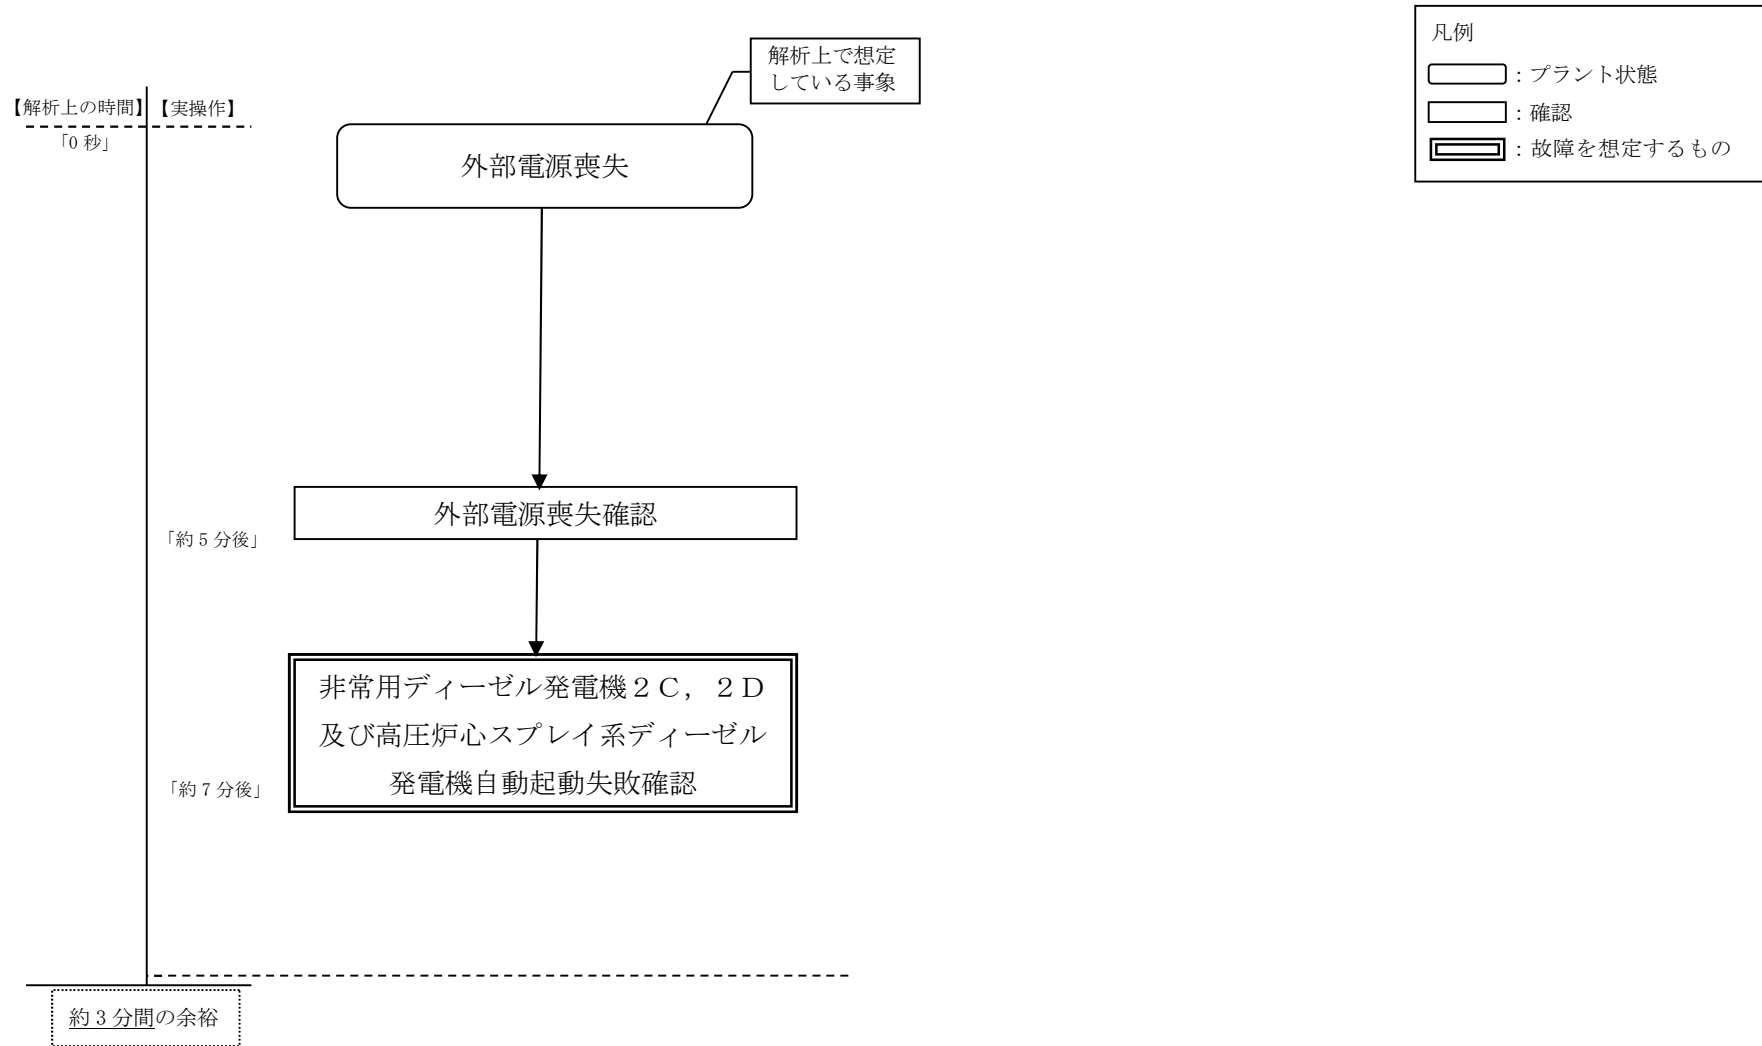 解析上で想定
している事象
凡例
：プラント状態
：確認
：故障を想定するもの
【解析上の時間】【実操作】
「0 秒」
外部電源喪失
外部電源喪失確認
「約 5 分後」
非常用ディーゼル発電機２Ｃ，２Ｄ
及び高圧炉心スプレイ系ディーゼル
発電機自動起動失敗確認
「約 7 分後」
約 3 分間の余裕